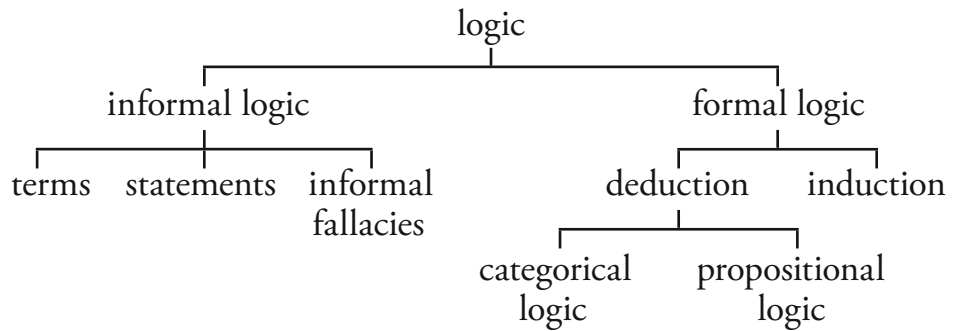 logic
informal logic
formal logic
terms
statements
informal
fallacies
deduction
induction
categorical
logic
propositional
logic